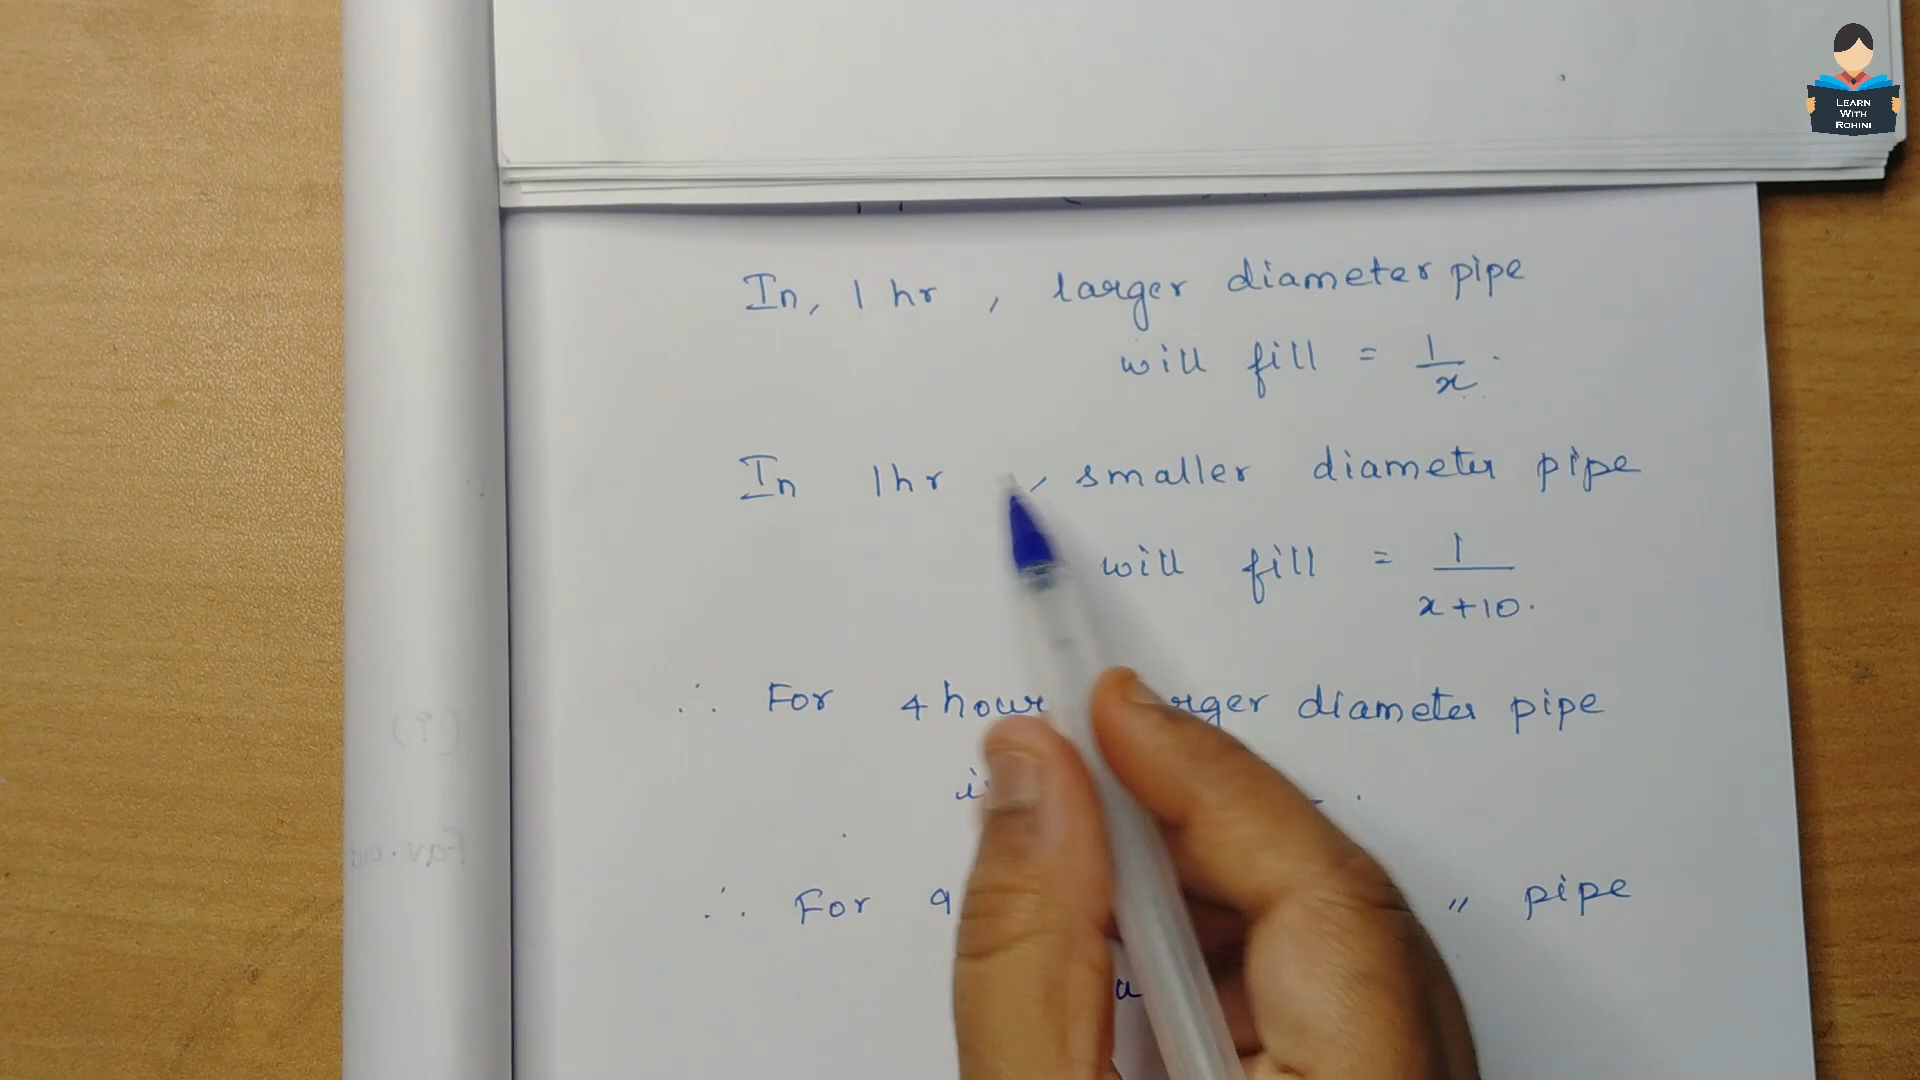 LEARN
WITH
ROHINI
In, 1 hr , larger diameter pipe
will fill = 1/x .
In 1hr , smaller diameter pipe
will fill = 1/x+10.
∴ For 4 hour diameter pipe
∴ For 9 " pipe